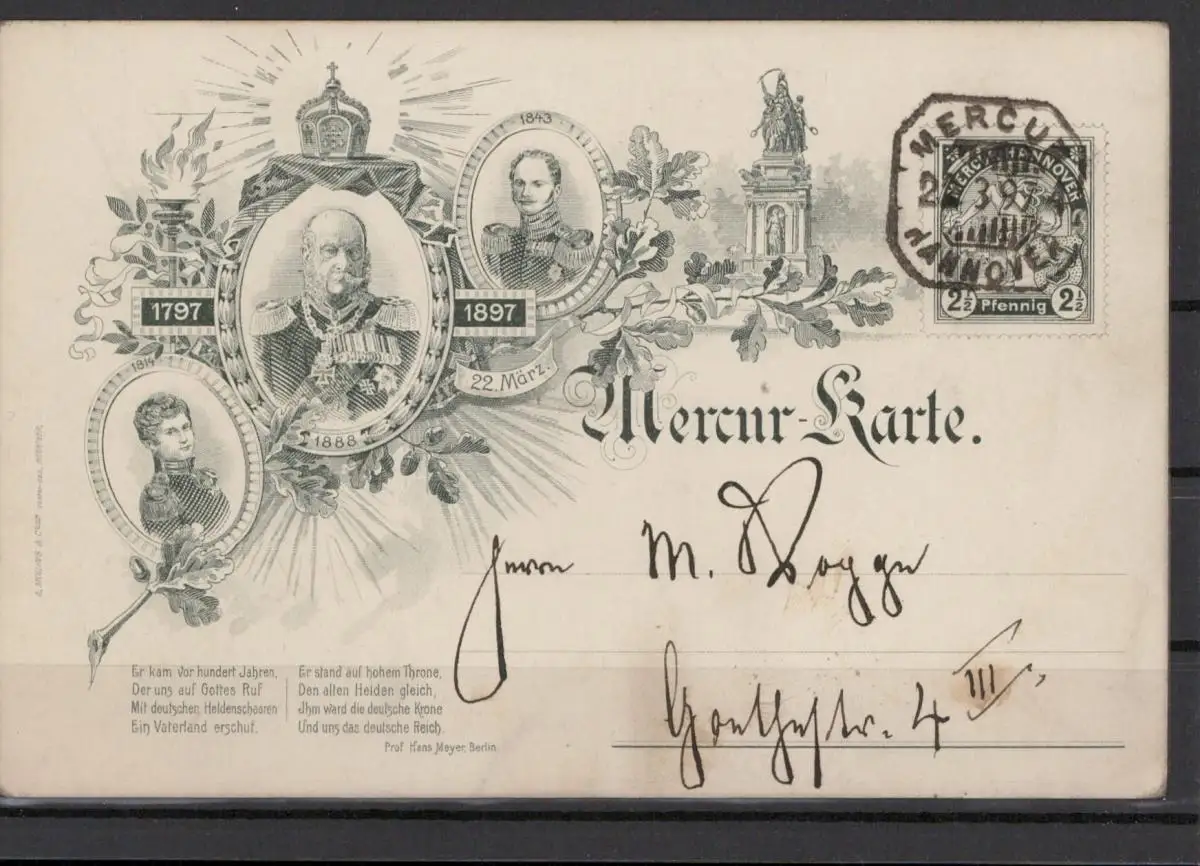 1843
1797
1897
22. März.
1814
1888
MERCUR
HANNOVER
MERCUR HANNOVER
2½ Pfennig 2½
Mercur-Karte.
Herrn M. Rogge
Goethestr. 4 III
Er kam vor hundert Jahren,
Der uns auf Gottes Ruf
Mit deutschen Heldenschaaren
Ein Vaterland erschuf.
Er stand auf hohem Throne,
Den alten Helden gleich,
Ihm ward die deutsche Krone
Und uns das deutsche Reich.
Prof. Hans Meyer, Berlin.